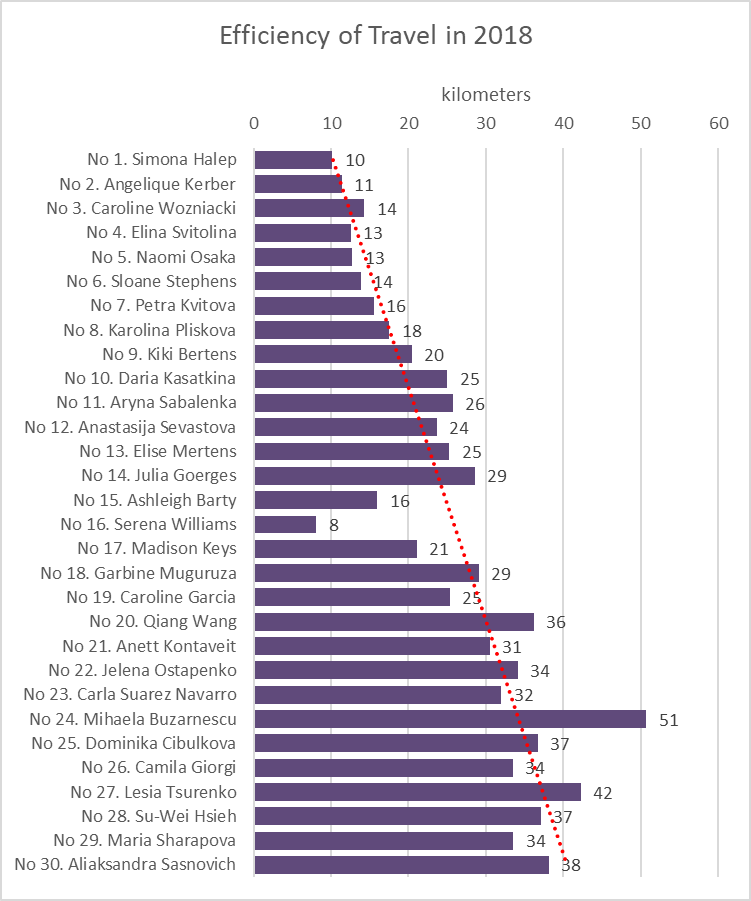 Efficiency of Travel in 2018
kilometers
0 10 20 30 40 50 60
No 1. Simona Halep 10
No 2. Angelique Kerber 11
No 3. Caroline Wozniacki 14
No 4. Elina Svitolina 13
No 5. Naomi Osaka 13
No 6. Sloane Stephens 14
No 7. Petra Kvitova 16
No 8. Karolina Pliskova 18
No 9. Kiki Bertens 20
No 10. Daria Kasatkina 25
No 11. Aryna Sabalenka 26
No 12. Anastasija Sevastova 24
No 13. Elise Mertens 25
No 14. Julia Goerges 29
No 15. Ashleigh Barty 16
No 16. Serena Williams 8
No 17. Madison Keys 21
No 18. Garbine Muguruza 29
No 19. Caroline Garcia 25
No 20. Qiang Wang 36
No 21. Anett Kontaveit 31
No 22. Jelena Ostapenko 34
No 23. Carla Suarez Navarro 32
No 24. Mihaela Buzarnescu 51
No 25. Dominika Cibulkova 37
No 26. Camila Giorgi 34
No 27. Lesia Tsurenko 42
No 28. Su-Wei Hsieh 37
No 29. Maria Sharapova 34
No 30. Aliaksandra Sasnovich 38